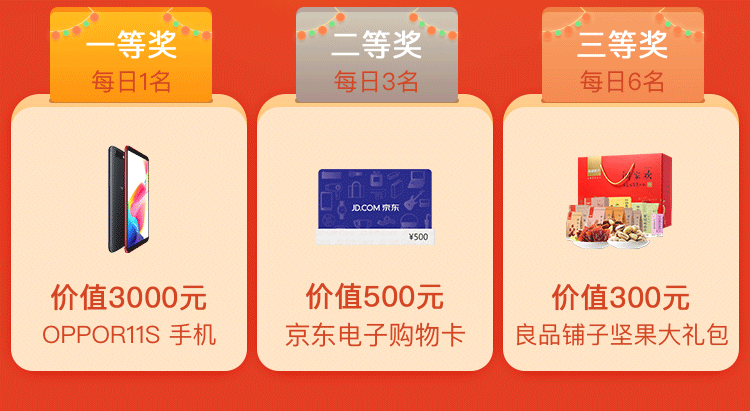 一等奖
每日1名
价值3000元
OPPOR11S 手机
二等奖
每日3名
JD.COM 京东
¥500
价值500元
京东电子购物卡
三等奖
每日6名
价值300元
良品铺子坚果大礼包